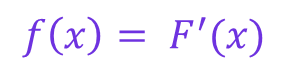 f(x) = F′(x)